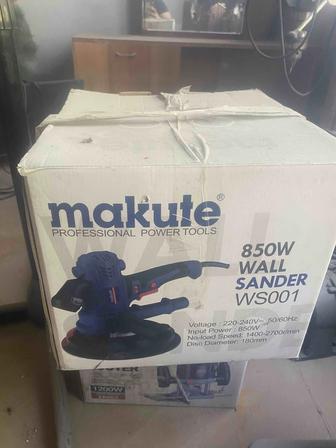 makute®
PROFESSIONAL POWER TOOLS
850W
WALL
SANDER
WS001
Voltage : 220-240V~ 50/60Hz
Input Power : 850W
No-load Speed: 1400-2700r/min
Disc Diameter: 180mm
1200W